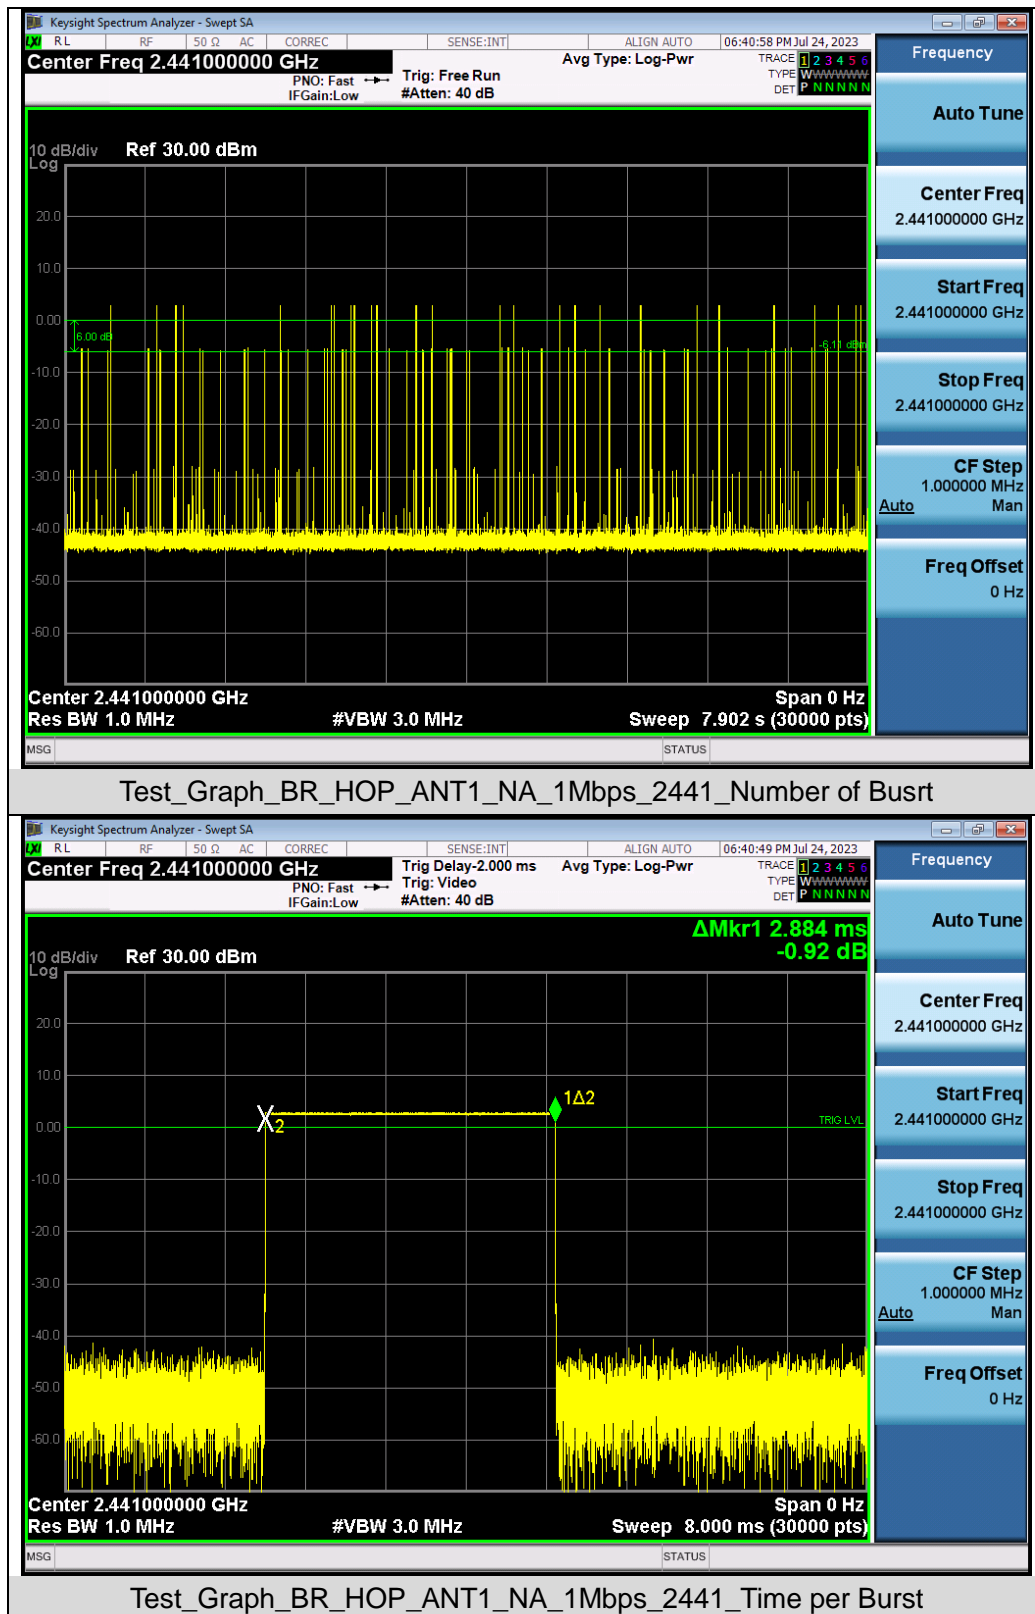 Keysight Spectrum Analyzer - Swept SA
LXI RL RF 50 Ω AC CORREC SENSE:INT ALIGN AUTO 06:40:58 PM Jul 24, 2023
Center Freq 2.441000000 GHz
PNO: Fast
IFGain:Low
Trig: Free Run
#Atten: 40 dB
Avg Type: Log-Pwr
TRACE 1 2 3 4 5 6
TYPE WWWWWW
DET P N N N N N
10 dB/div
Log
Ref 30.00 dBm
20.0
10.0
0.00
6.00 dB
-6.11 dBm
-10.0
-20.0
-30.0
-40.0
-50.0
-60.0
Center 2.441000000 GHz Span 0 Hz
Res BW 1.0 MHz #VBW 3.0 MHz Sweep 7.902 s (30000 pts)
MSG STATUS
Frequency
Auto Tune
Center Freq
2.441000000 GHz
Start Freq
2.441000000 GHz
Stop Freq
2.441000000 GHz
CF Step
1.000000 MHz
Auto Man
Freq Offset
0 Hz
Test_Graph_BR_HOP_ANT1_NA_1Mbps_2441_Number of Busrt
Keysight Spectrum Analyzer - Swept SA
LXI RL RF 50 Ω AC CORREC SENSE:INT ALIGN AUTO 06:40:49 PM Jul 24, 2023
Center Freq 2.441000000 GHz
PNO: Fast
IFGain:Low
Trig Delay-2.000 ms
Trig: Video
#Atten: 40 dB
Avg Type: Log-Pwr
TRACE 1 2 3 4 5 6
TYPE WWWWWW
DET P N N N N N
ΔMkr1 2.884 ms
-0.92 dB
10 dB/div
Log
Ref 30.00 dBm
20.0
10.0
1Δ2
2
0.00
TRIG LVL
-10.0
-20.0
-30.0
-40.0
-50.0
-60.0
Center 2.441000000 GHz Span 0 Hz
Res BW 1.0 MHz #VBW 3.0 MHz Sweep 8.000 ms (30000 pts)
MSG STATUS
Frequency
Auto Tune
Center Freq
2.441000000 GHz
Start Freq
2.441000000 GHz
Stop Freq
2.441000000 GHz
CF Step
1.000000 MHz
Auto Man
Freq Offset
0 Hz
Test_Graph_BR_HOP_ANT1_NA_1Mbps_2441_Time per Burst